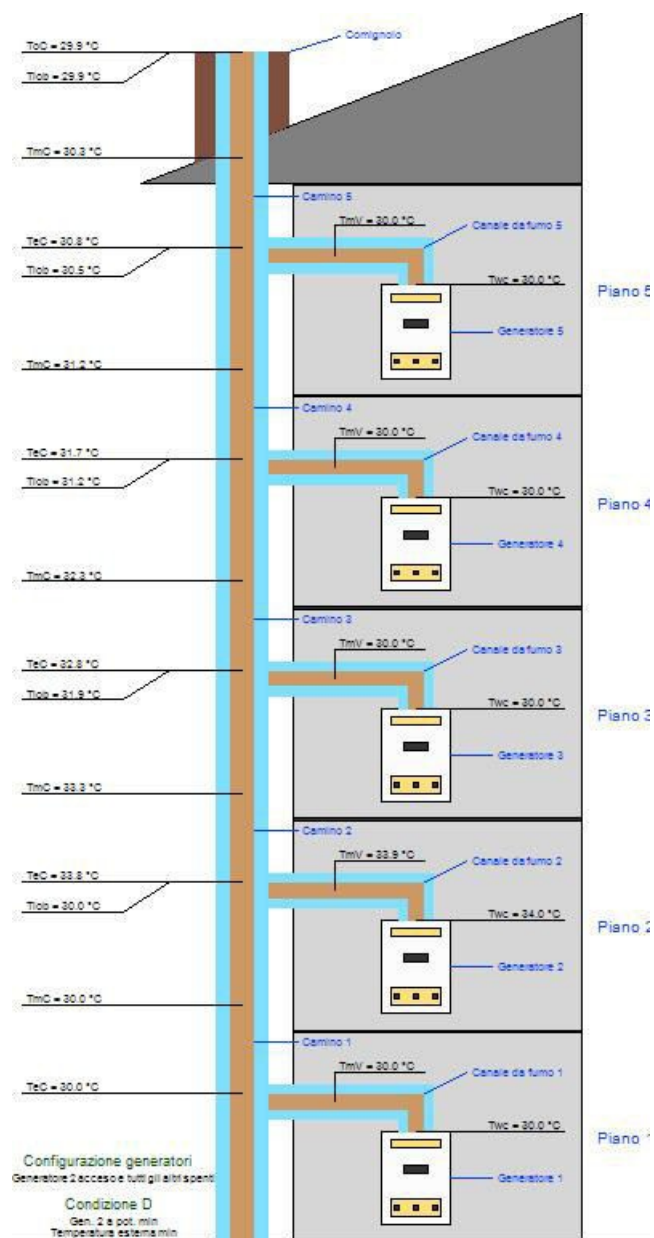 ToC = 29.9 °C
Comignolo
Tiob = 29.9 °C
TmC = 30.3 °C
Camino 5
TmV = 30.0 °C
Canale da fumo 5
TeC = 30.8 °C
Tiob = 30.5 °C
Twc = 30.0 °C
Piano 5
Generatore 5
TmC = 31.2 °C
Camino 4
TmV = 30.0 °C
Canale da fumo 4
TeC = 31.7 °C
Tiob = 31.2 °C
Twc = 30.0 °C
Piano 4
Generatore 4
TmC = 32.3 °C
Camino 3
TmV = 30.0 °C
Canale da fumo 3
TeC = 32.8 °C
Tiob = 31.9 °C
Twc = 30.0 °C
Piano 3
Generatore 3
TmC = 33.3 °C
Camino 2
TmV = 33.9 °C
Canale da fumo 2
TeC = 33.8 °C
Tiob = 30.0 °C
Twc = 34.0 °C
Piano 2
Generatore 2
TmC = 30.0 °C
Camino 1
TmV = 30.0 °C
Canale da fumo 1
TeC = 30.0 °C
Twc = 30.0 °C
Piano 1
Generatore 1
Configurazione generatori
Generatore 2 acceso e tutti gli altri spenti
Condizione D
Gen. 2 a pot. min
Temperatura esterna min